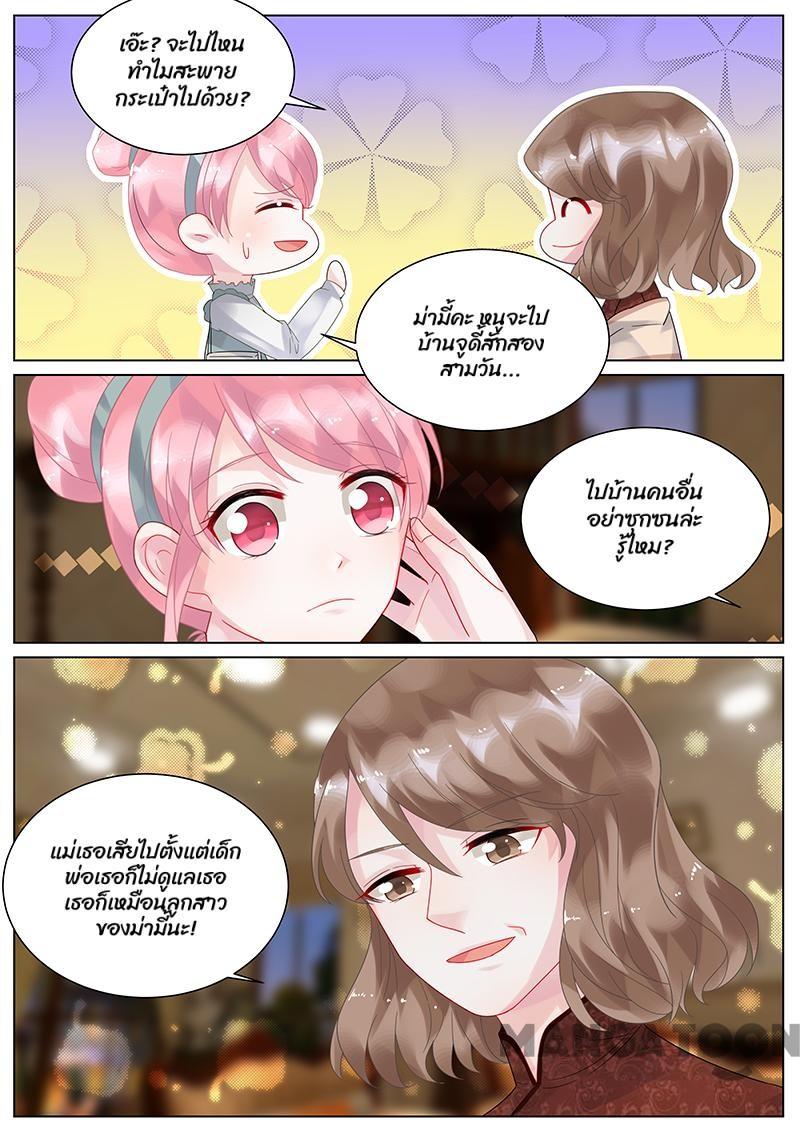 เอ๊ะ? จะไปไหน
ทำไมสะพาย
กระเป๋าไปด้วย?
ม่ามี้คะ หนูจะไป
บ้านจูดี้สักสอง
สามวัน...
ไปบ้านคนอื่น
อย่าซุกซนล่ะ
รู้ไหม?
แม่เธอเสียไปตั้งแต่เด็ก
พ่อเธอก็ไม่ดูแลเธอ
เธอก็เหมือนลูกสาว
ของม่ามี้นะ!
MANGATOON